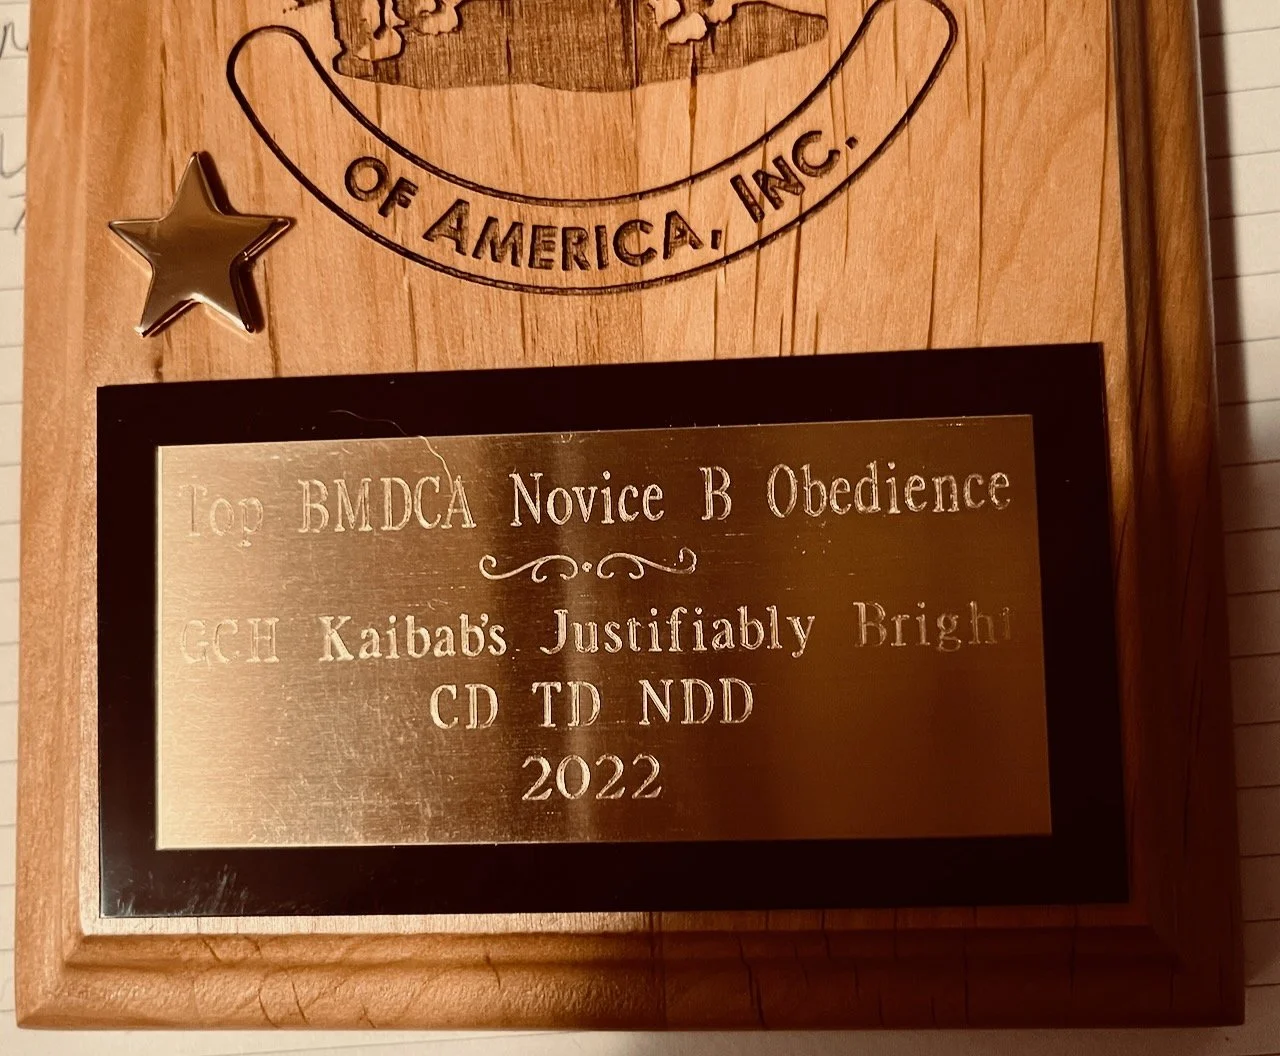 OF AMERICA, INC.
Top BMDCA Novice B Obedience
GCH Kaibab's Justifiably Bright
CD TD NDD
2022